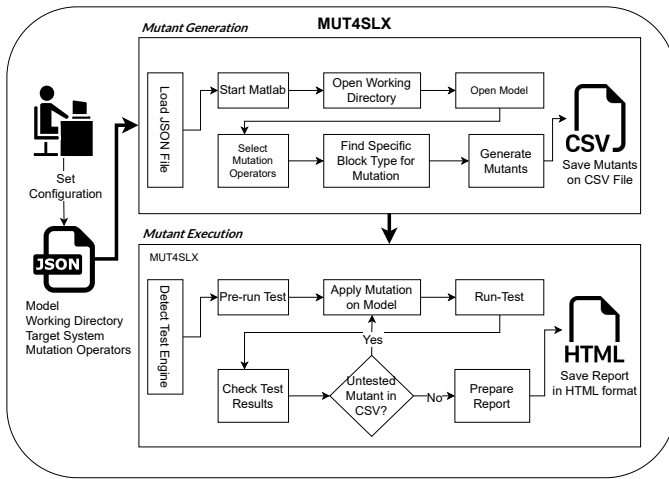 Mutant Generation
MUT4SLX
Load JSON File
Start Matlab
Open Working
Directory
Open Model
Select
Mutation
Operators
Find Specific
Block Type for
Mutation
Generate
Mutants
CSV
Save Mutants
on CSV File
Set
Configuration
JSON
Model
Working Directory
Target System
Mutation Operators
Mutant Execution
MUT4SLX
Detect Test Engine
Pre-run Test
Apply Mutation
on Model
Run-Test
Yes
Check Test
Results
Untested
Mutant in
CSV?
No
Prepare
Report
HTML
Save Report
in HTML format